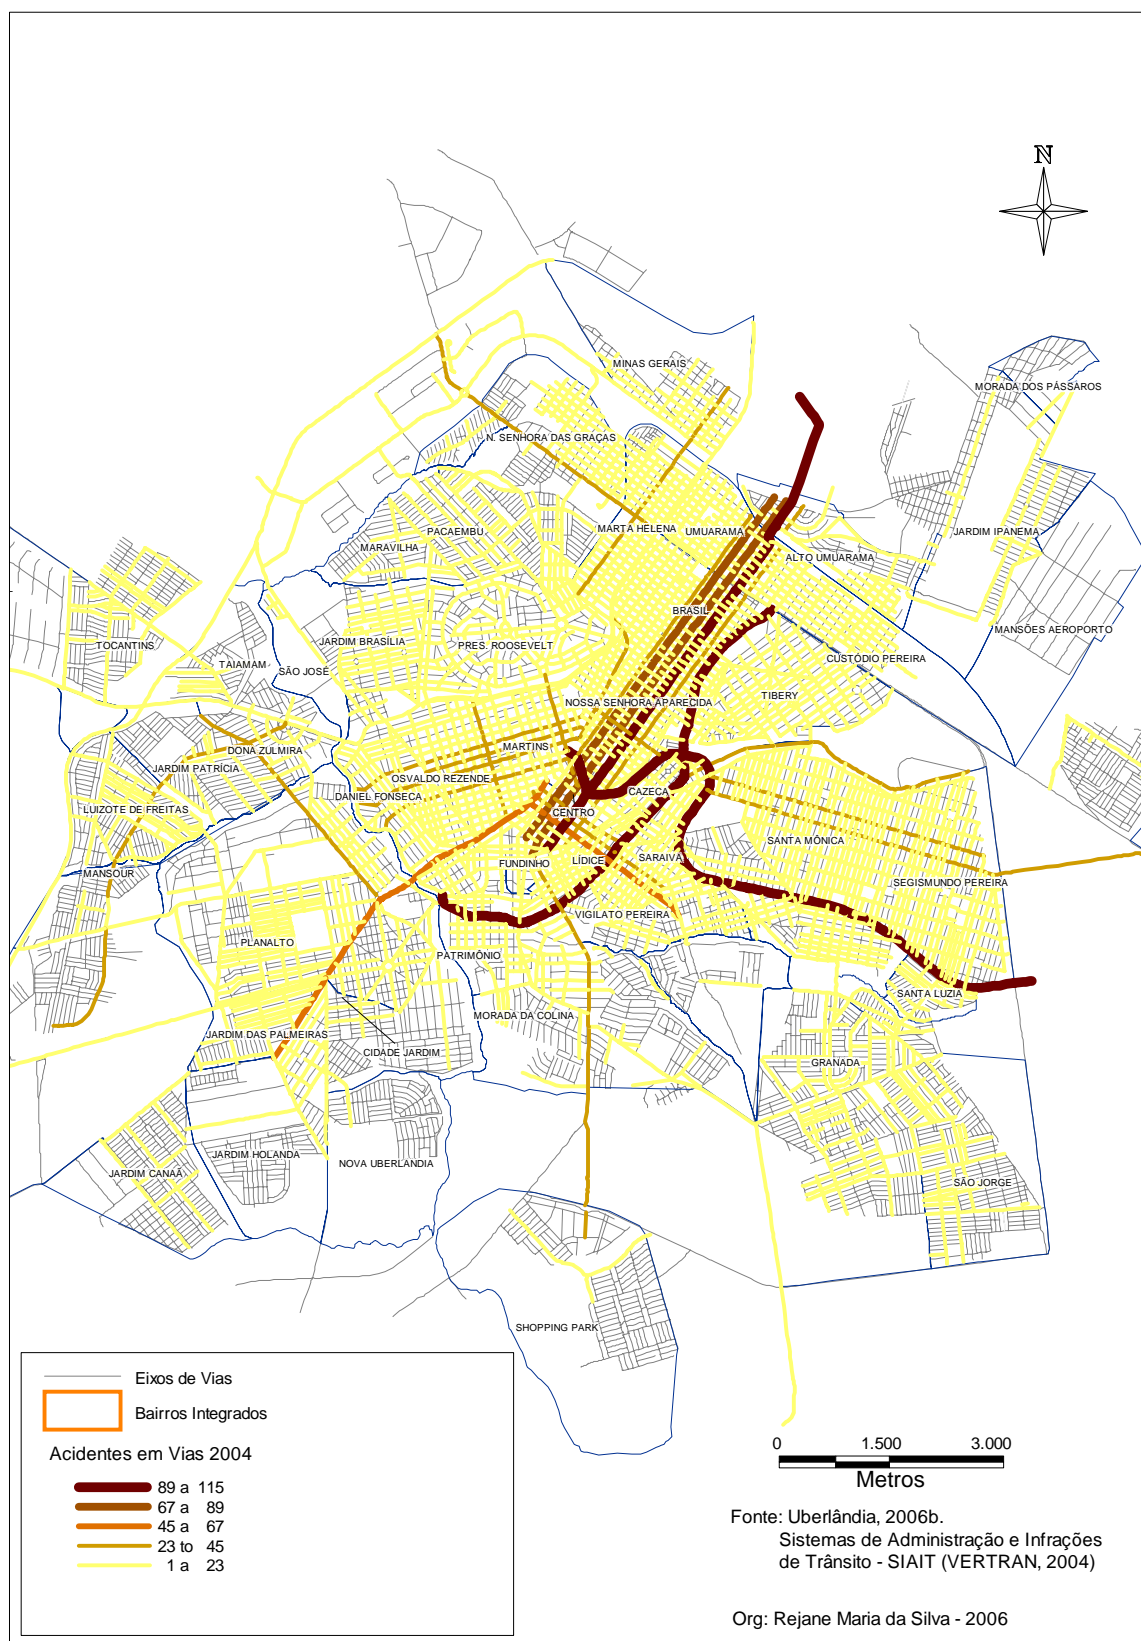 N
MINAS GERAIS
MORADA DOS PÁSSAROS
N. SENHORA DAS GRAÇAS
MARTA HELENA
UMUARAMA
PACAEMBU
JARDIM IPANEMA
MARAVILHA
ALTO UMUARAMA
BRASIL
MANSÕES AEROPORTO
JARDIM BRASÍLIA
PRES. ROOSEVELT
TOCANTINS
CUSTÓDIO PEREIRA
TAIAMAM
SÃO JOSÉ
TIBERY
NOSSA SENHORA APARECIDA
MARTINS
DONA ZULMIRA
JARDIM PATRÍCIA
OSVALDO REZENDE
CAZECA
DANIEL FONSECA
LUIZOTE DE FREITAS
CENTRO
SANTA MÔNICA
FUNDINHO
LÍDICE
SARAIVA
MANSOUR
SEGISMUNDO PEREIRA
VIGILATO PEREIRA
PLANALTO
PATRIMÔNIO
SANTA LUZIA
MORADA DA COLINA
JARDIM DAS PALMEIRAS
CIDADE JARDIM
GRANADA
JARDIM HOLANDA
NOVA UBERLANDIA
JARDIM CANAÃ
SÃO JORGE
SHOPPING PARK
Eixos de Vias
Bairros Integrados
Acidentes em Vias 2004
89 a 115
67 a 89
45 a 67
23 to 45
1 a 23
0 1.500 3.000
Metros
Fonte: Uberlândia, 2006b.
Sistemas de Administração e Infrações
de Trânsito - SIAIT (VERTRAN, 2004)
Org: Rejane Maria da Silva - 2006